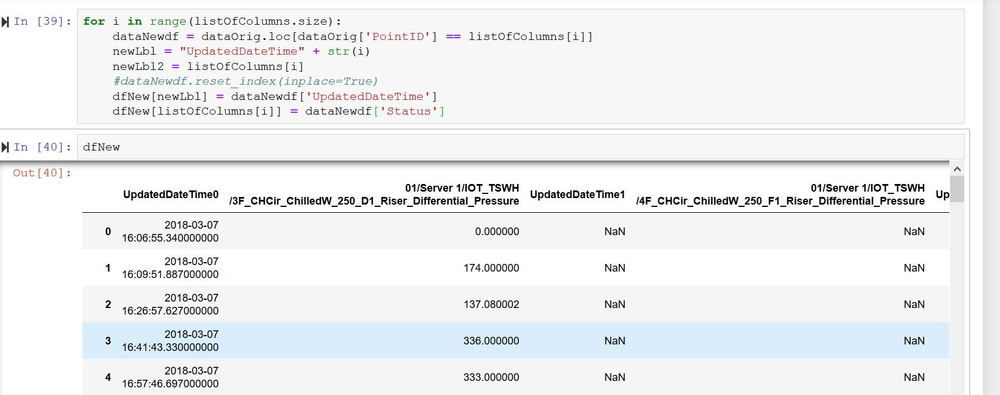 In [39]:
for i in range(listOfColumns.size):
dataNewdf = dataOrig.loc[dataOrig['PointID'] == listOfColumns[i]]
newLbl = "UpdatedDateTime" + str(i)
newLbl2 = listOfColumns[i]
#dataNewdf.reset_index(inplace=True)
dfNew[newLbl] = dataNewdf['UpdatedDateTime']
dfNew[listOfColumns[i]] = dataNewdf['Status']
In [40]:
dfNew
Out[40]:
UpdatedDateTime0
01/Server 1/IOT_TSWH
/3F_CHCir_ChilledW_250_D1_Riser_Differential_Pressure
UpdatedDateTime1
01/Server 1/IOT_TSWH
/4F_CHCir_ChilledW_250_F1_Riser_Differential_Pressure
Up
0
2018-03-07
16:06:55.340000000
0.000000
NaN
NaN
1
2018-03-07
16:09:51.887000000
174.000000
NaN
NaN
2
2018-03-07
16:26:57.627000000
137.080002
NaN
NaN
3
2018-03-07
16:41:43.330000000
336.000000
NaN
NaN
4
2018-03-07
16:57:46.697000000
333.000000
NaN
NaN